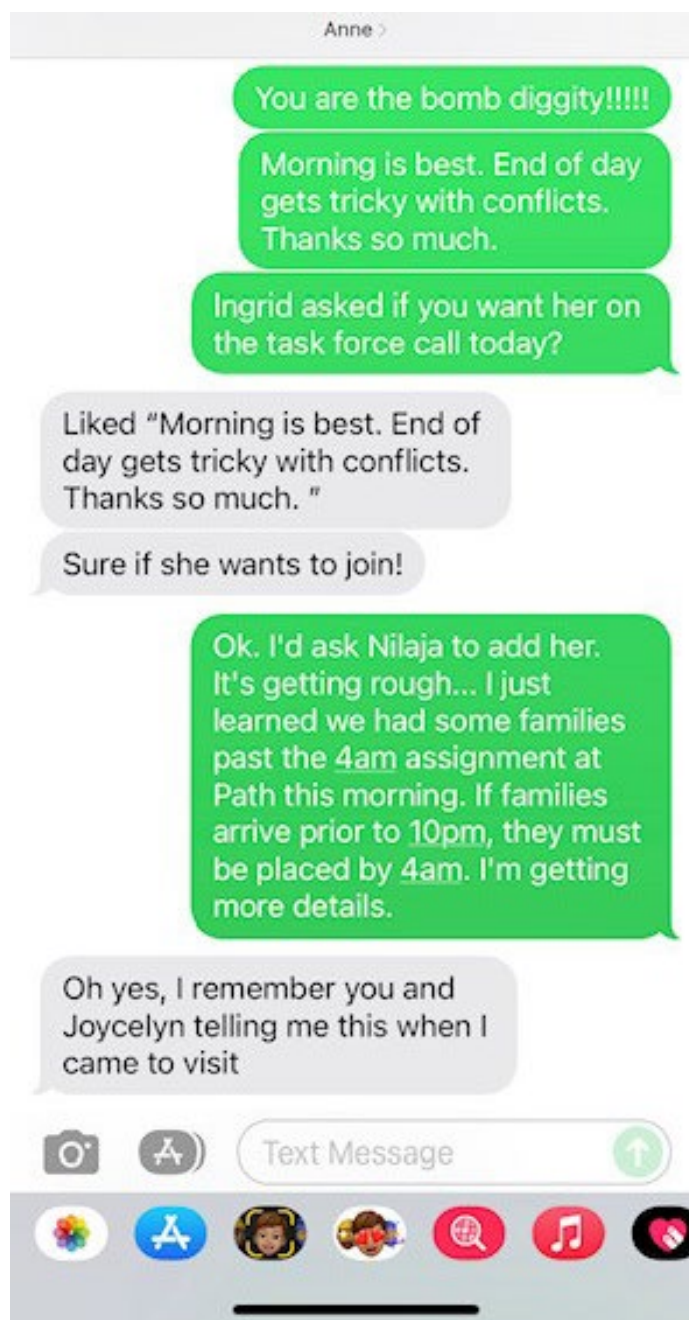 Anne
You are the bomb diggity!!!!!
Morning is best. End of day
gets tricky with conflicts.
Thanks so much.
Ingrid asked if you want her on
the task force call today?
Liked “Morning is best. End of
day gets tricky with conflicts.
Thanks so much. ”
Sure if she wants to join!
Ok. I'd ask Nilaja to add her.
It's getting rough... I just
learned we had some families
past the 4am assignment at
Path this morning. If families
arrive prior to 10pm, they must
be placed by 4am. I'm getting
more details.
Oh yes, I remember you and
Joycelyn telling me this when I
came to visit
Text Message